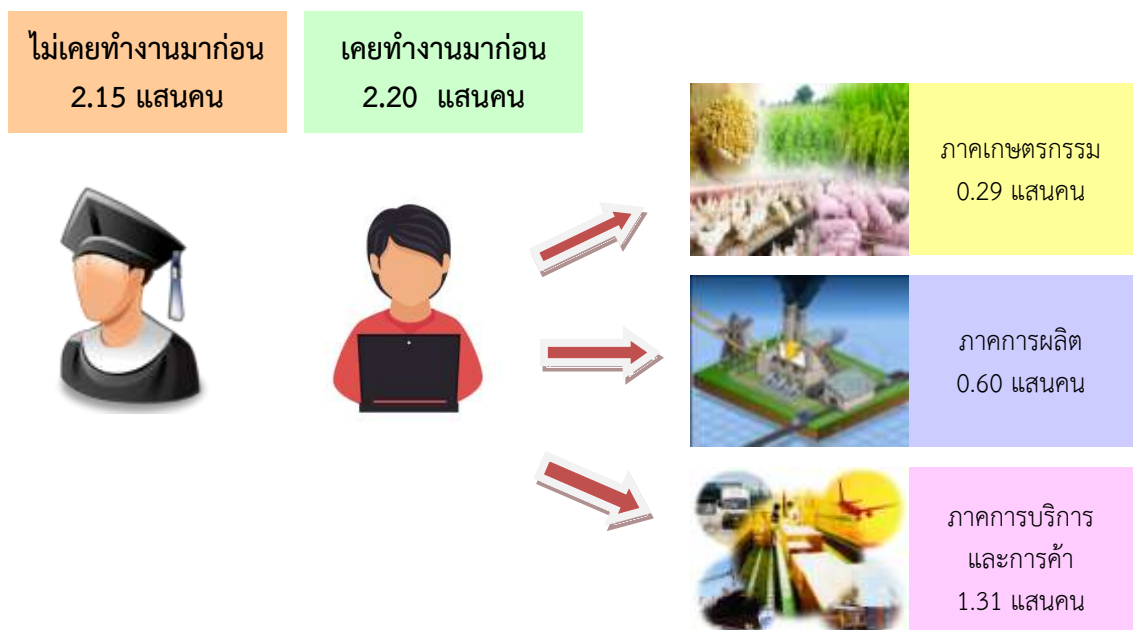 ไม่เคยทำงานมาก่อน
2.15 แสนคน
เคยทำงานมาก่อน
2.20 แสนคน
ภาคเกษตรกรรม
0.29 แสนคน
ภาคการผลิต
0.60 แสนคน
ภาคการบริการ
และการค้า
1.31 แสนคน